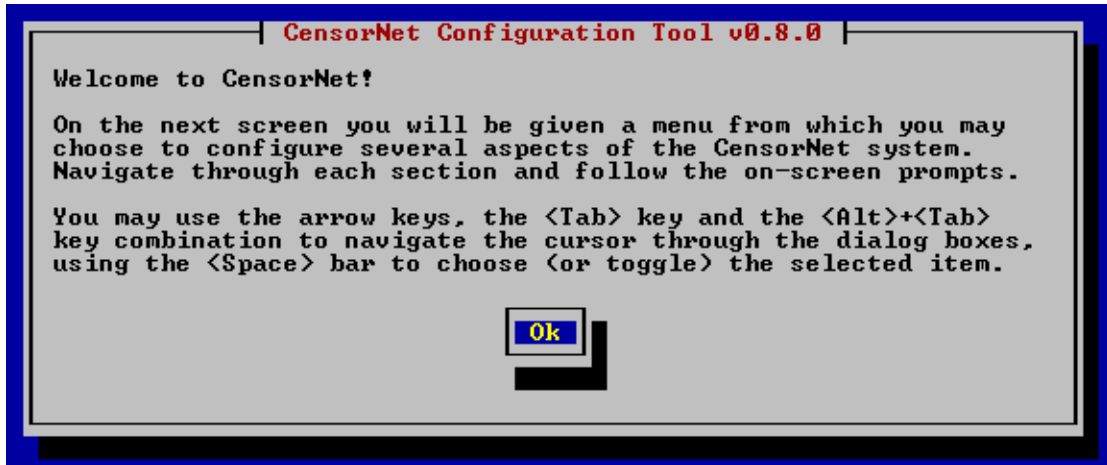 CensorNet Configuration Tool v0.8.0
Welcome to CensorNet!
On the next screen you will be given a menu from which you may
choose to configure several aspects of the CensorNet system.
Navigate through each section and follow the on-screen prompts.
You may use the arrow keys, the <Tab> key and the <Alt>+<Tab>
key combination to navigate the cursor through the dialog boxes,
using the <Space> bar to choose (or toggle) the selected item.
Ok